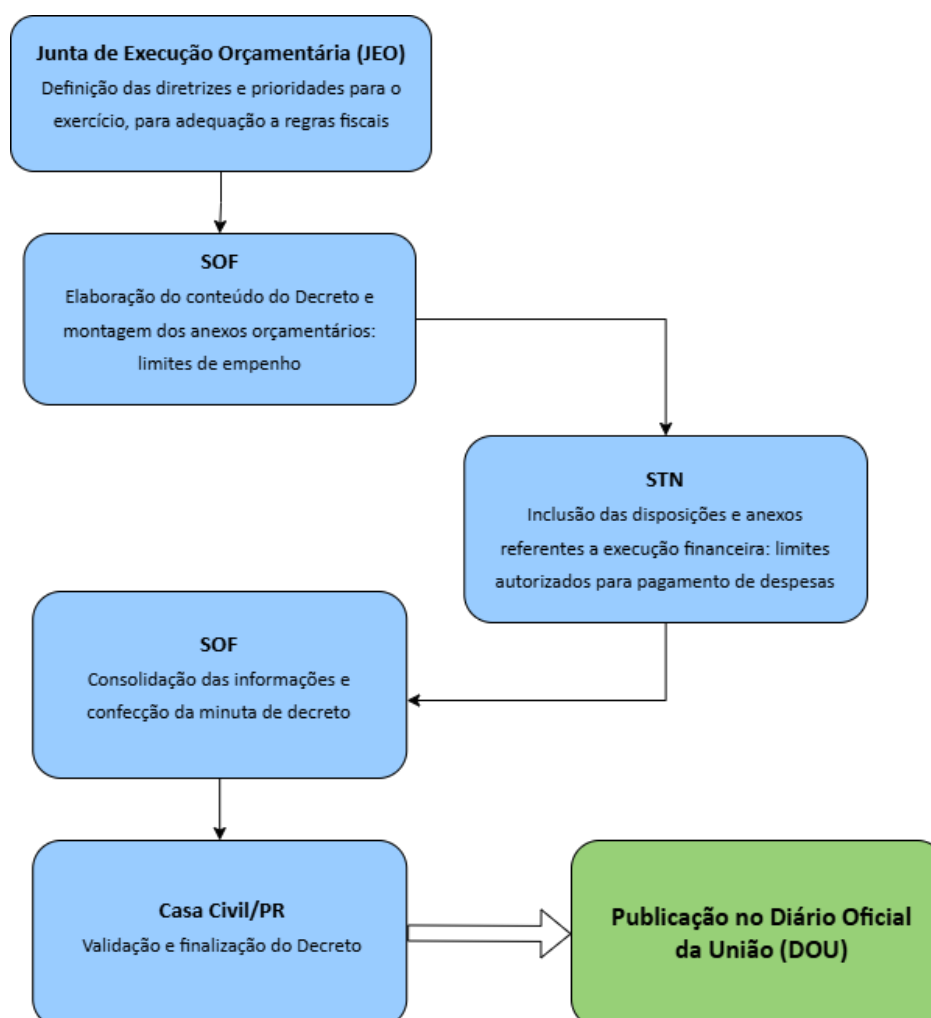 Junta de Execução Orçamentária (JEO)
Definição das diretrizes e prioridades para o
exercício, para adequação a regras fiscais
SOF
Elaboração do conteúdo do Decreto e
montagem dos anexos orçamentários:
limites de empenho
STN
Inclusão das disposições e anexos
referentes a execução financeira: limites
autorizados para pagamento de despesas
SOF
Consolidação das informações e
confecção da minuta de decreto
Casa Civil/PR
Validação e finalização do Decreto
Publicação no Diário Oficial
da União (DOU)